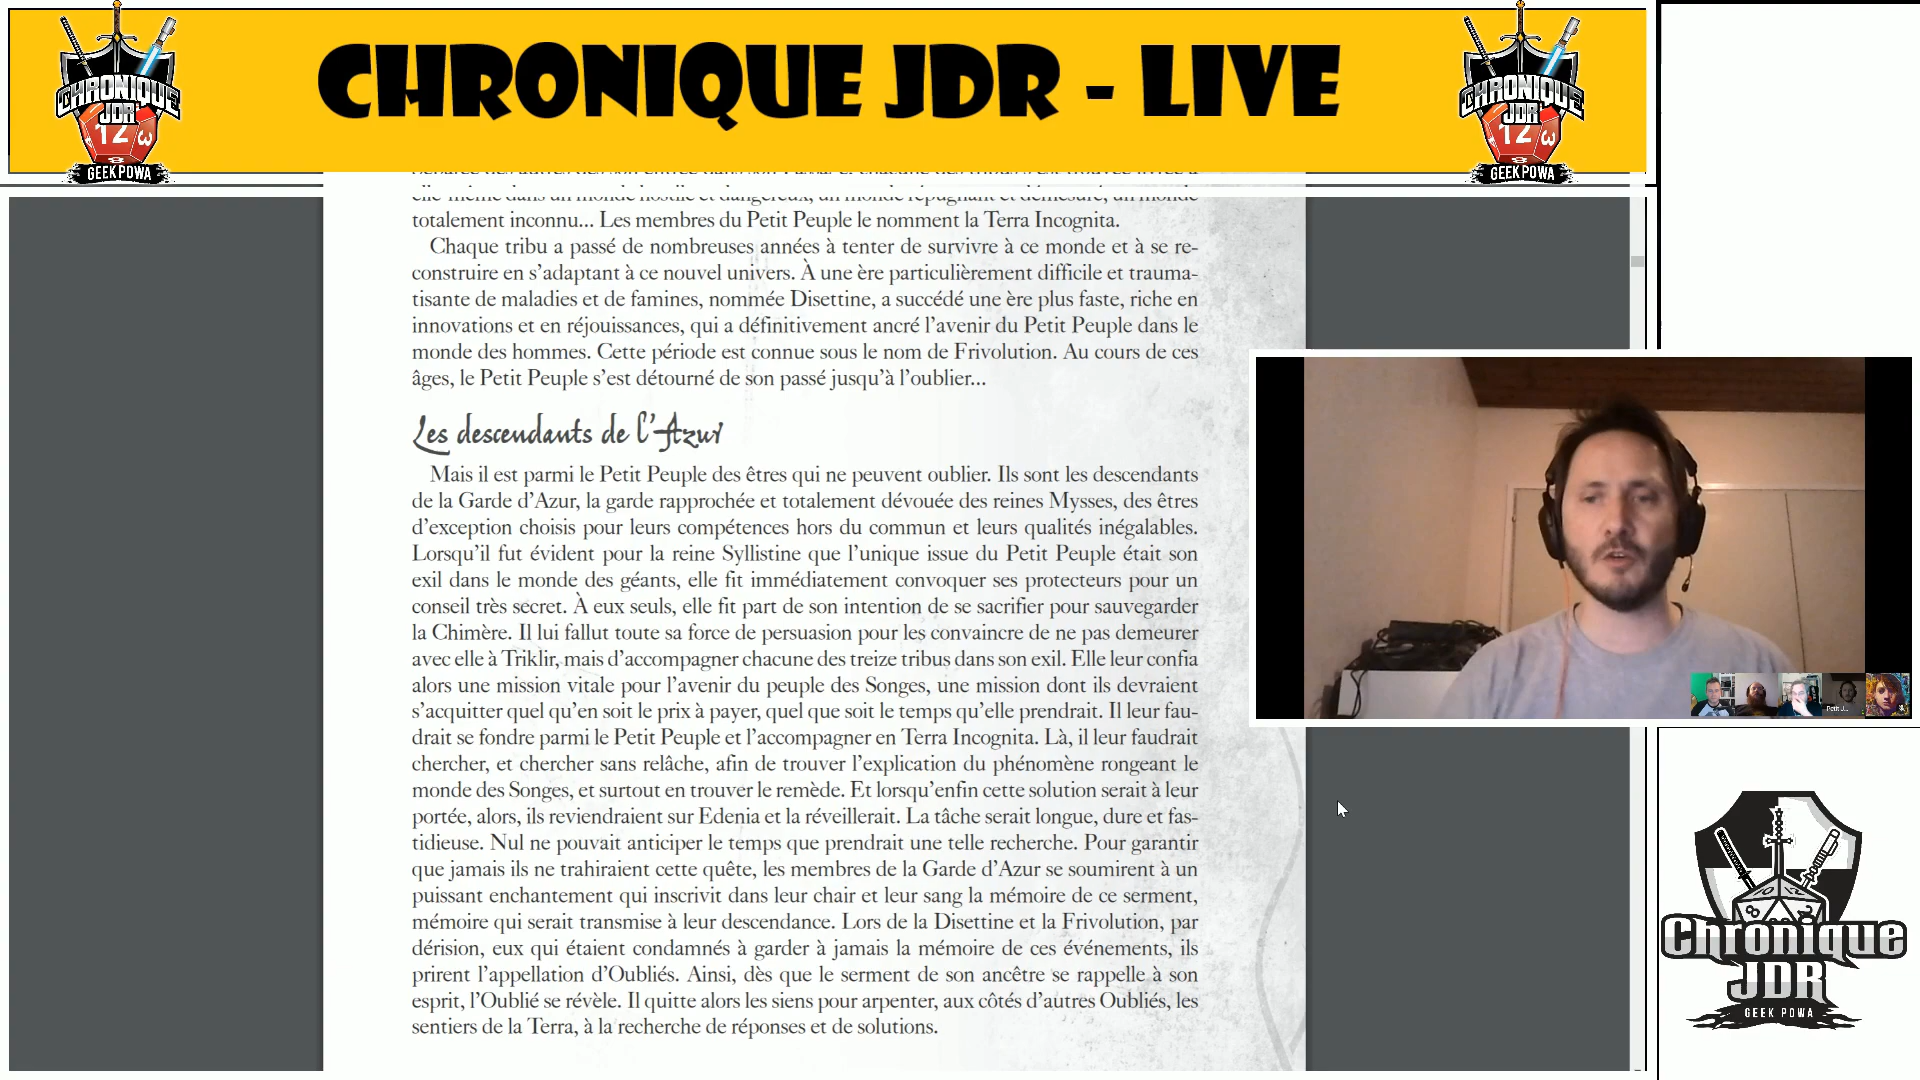 CHRONIQUE JDR - LIVE
CHRONIQUE
JDR
12
GEEK POWA
CHRONIQUE
JDR
12
GEEK POWA
elle-même dans un monde hostile et dangereux, un monde répugnant et démesuré, un monde
totalement inconnu... Les membres du Petit Peuple le nomment la Terra Incognita.
Chaque tribu a passé de nombreuses années à tenter de survivre à ce monde et à se re-
construire en s’adaptant à ce nouvel univers. À une ère particulièrement difficile et trauma-
tisante de maladies et de famines, nommée Disettine, a succédé une ère plus faste, riche en
innovations et en réjouissances, qui a définitivement ancré l’avenir du Petit Peuple dans le
monde des hommes. Cette période est connue sous le nom de Frivolution. Au cours de ces
âges, le Petit Peuple s’est détourné de son passé jusqu’à l’oublier...
Les descendants de l’Azur
Mais il est parmi le Petit Peuple des êtres qui ne peuvent oublier. Ils sont les descendants
de la Garde d’Azur, la garde rapprochée et totalement dévouée des reines Mysses, des êtres
d’exception choisis pour leurs compétences hors du commun et leurs qualités inégalables.
Lorsqu’il fut évident pour la reine Syllistine que l’unique issue du Petit Peuple était son
exil dans le monde des géants, elle fit immédiatement convoquer ses protecteurs pour un
conseil très secret. À eux seuls, elle fit part de son intention de se sacrifier pour sauvegarder
la Chimère. Il lui fallut toute sa force de persuasion pour les convaincre de ne pas demeurer
avec elle à Triklir, mais d’accompagner chacune des treize tribus dans son exil. Elle leur confia
alors une mission vitale pour l’avenir du peuple des Songes, une mission dont ils devraient
s’acquitter quel qu’en soit le prix à payer, quel que soit le temps qu’elle prendrait. Il leur fau-
drait se fondre parmi le Petit Peuple et l’accompagner en Terra Incognita. Là, il leur faudrait
chercher, et chercher sans relâche, afin de trouver l’explication du phénomène rongeant le
monde des Songes, et surtout en trouver le remède. Et lorsqu’enfin cette solution serait à leur
portée, alors, ils reviendraient sur Edenia et la réveillerait. La tâche serait longue, dure et fas-
tidieuse. Nul ne pouvait anticiper le temps que prendrait une telle recherche. Pour garantir
que jamais ils ne trahiraient cette quête, les membres de la Garde d’Azur se soumirent à un
puissant enchantement qui inscrivit dans leur chair et leur sang la mémoire de ce serment,
mémoire qui serait transmise à leur descendance. Lors de la Disettine et la Frivolution, par
dérision, eux qui étaient condamnés à garder à jamais la mémoire de ces événements, ils
prirent l’appellation d’Oubliés. Ainsi, dès que le serment de son ancêtre se rappelle à son
esprit, l’Oublié se révèle. Il quitte alors les siens pour arpenter, aux côtés d’autres Oubliés, les
sentiers de la Terra, à la recherche de réponses et de solutions.
Petit J...
Chronique
JDR
GEEK POWA